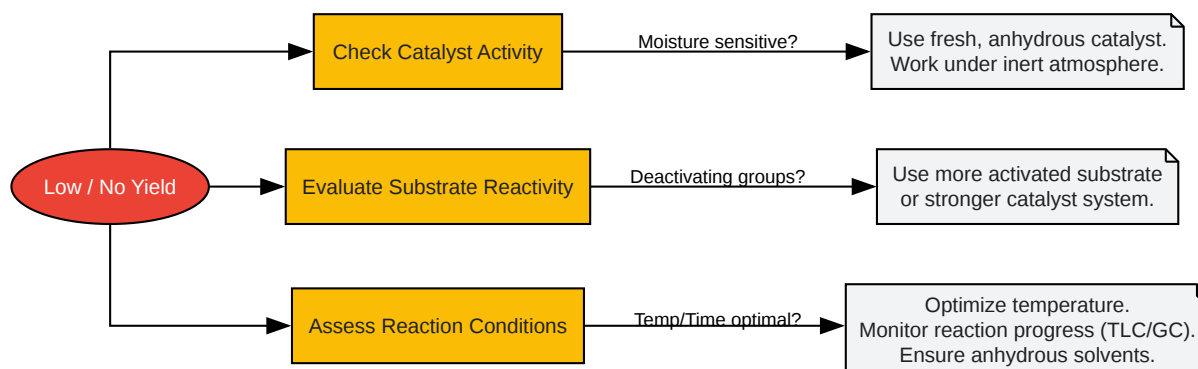 Low / No Yield
Check Catalyst Activity
Moisture sensitive?
Use fresh, anhydrous catalyst.
Work under inert atmosphere.
Evaluate Substrate Reactivity
Deactivating groups?
Use more activated substrate
or stronger catalyst system.
Assess Reaction Conditions
Temp/Time optimal?
Optimize temperature.
Monitor reaction progress (TLC/GC).
Ensure anhydrous solvents.